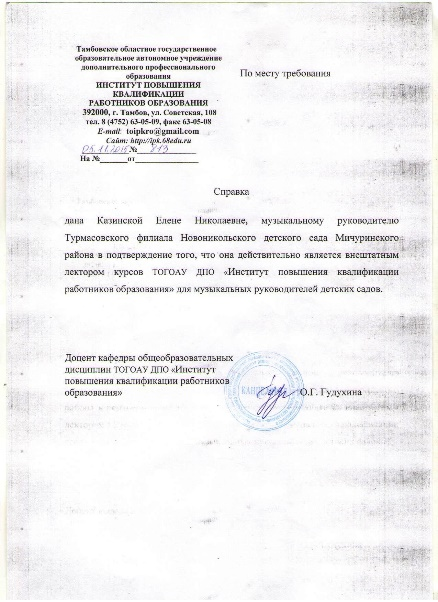 Тамбовское областное государственное
образовательное автономное учреждение
дополнительного профессионального
образования
ИНСТИТУТ ПОВЫШЕНИЯ
КВАЛИФИКАЦИИ
РАБОТНИКОВ ОБРАЗОВАНИЯ
392000, г. Тамбов, ул. Советская, 108
тел. 8 (4752) 63-05-09, факс 63-05-08
E-mail: toipkro@gmail.com
Сайт: http://ipk.68edu.ru
05.11.2015 № 819
На №______от______________
По месту требования
Справка
дана Казинской Елене Николаевне, музыкальному руководителю
Турмасовского филиала Новоникольского детского сада Мичуринского
района в подтверждение того, что она действительно является внештатным
лектором курсов ТОГОАУ ДПО «Институт повышения квалификации
работников образования» для музыкальных руководителей детских садов.
Доцент кафедры общеобразовательных
дисциплин ТОГОАУ ДПО «Институт
повышения квалификации работников
образования»
О.Г. Гудухина